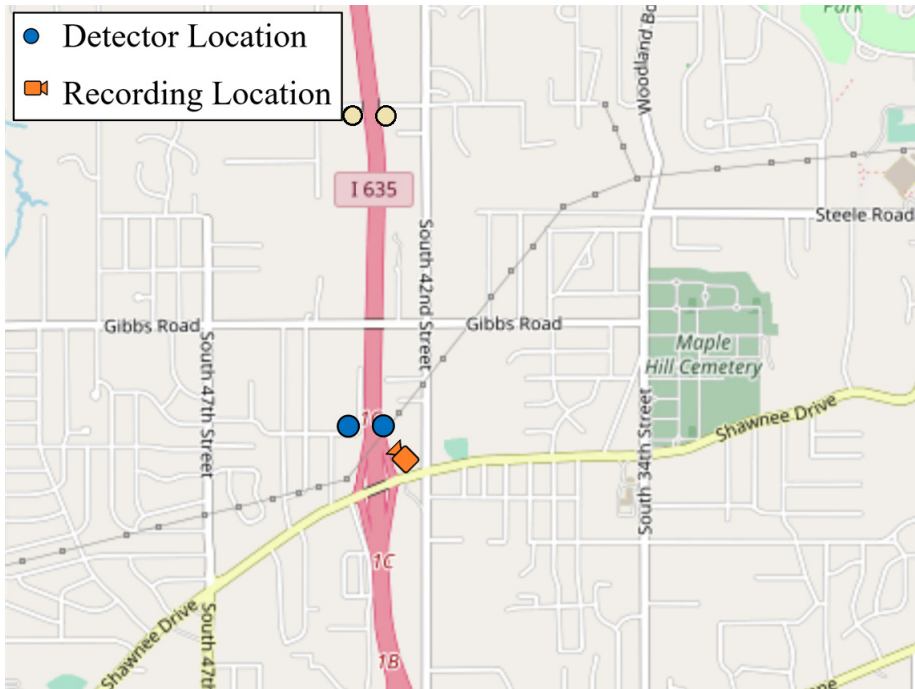 Detector Location
Recording Location
Park
Woodland
I 635
Steele Road
South 42nd Street
Gibbs Road
Gibbs Road
South 47th Street
Maple
Hill Cemetery
Shawnee Drive
South 34th Street
1C
1B
Shawnee Drive
South 47th